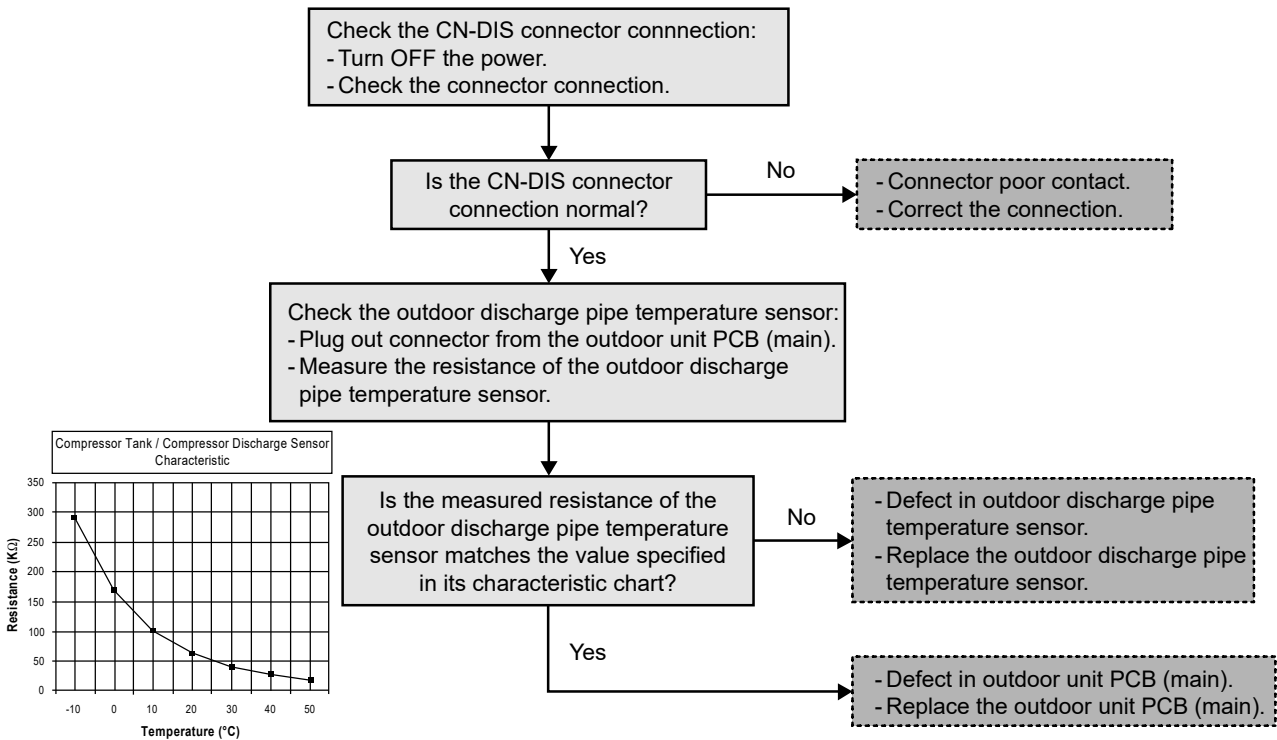 Check the CN-DIS connector connnection:
- Turn OFF the power.
- Check the connector connection.
Is the CN-DIS connector
connection normal?
No
- Connector poor contact.
- Correct the connection.
Yes
Check the outdoor discharge pipe temperature sensor:
- Plug out connector from the outdoor unit PCB (main).
- Measure the resistance of the outdoor discharge
pipe temperature sensor.
Compressor Tank / Compressor Discharge Sensor
Characteristic
350
300
250
200
150
100
50
0
Resistance (KΩ)
-10 0 10 20 30 40 50
Temperature (°C)
Is the measured resistance of the
outdoor discharge pipe temperature
sensor matches the value specified
in its characteristic chart?
No
- Defect in outdoor discharge pipe
temperature sensor.
- Replace the outdoor discharge pipe
temperature sensor.
Yes
- Defect in outdoor unit PCB (main).
- Replace the outdoor unit PCB (main).